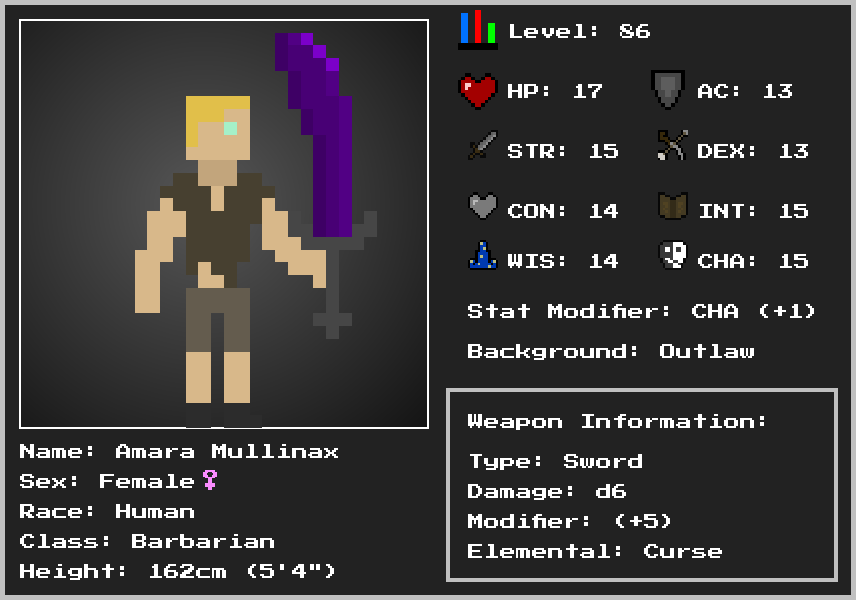 Level: 86
HP: 17 AC: 13
STR: 15 DEX: 13
CON: 14 INT: 15
WIS: 14 CHA: 15
Stat Modifier: CHA (+1)
Background: Outlaw
Weapon Information:
Type: Sword
Damage: d6
Modifier: (+5)
Elemental: Curse
Name: Amara Mullinax
Sex: Female♀
Race: Human
Class: Barbarian
Height: 162cm (5'4")